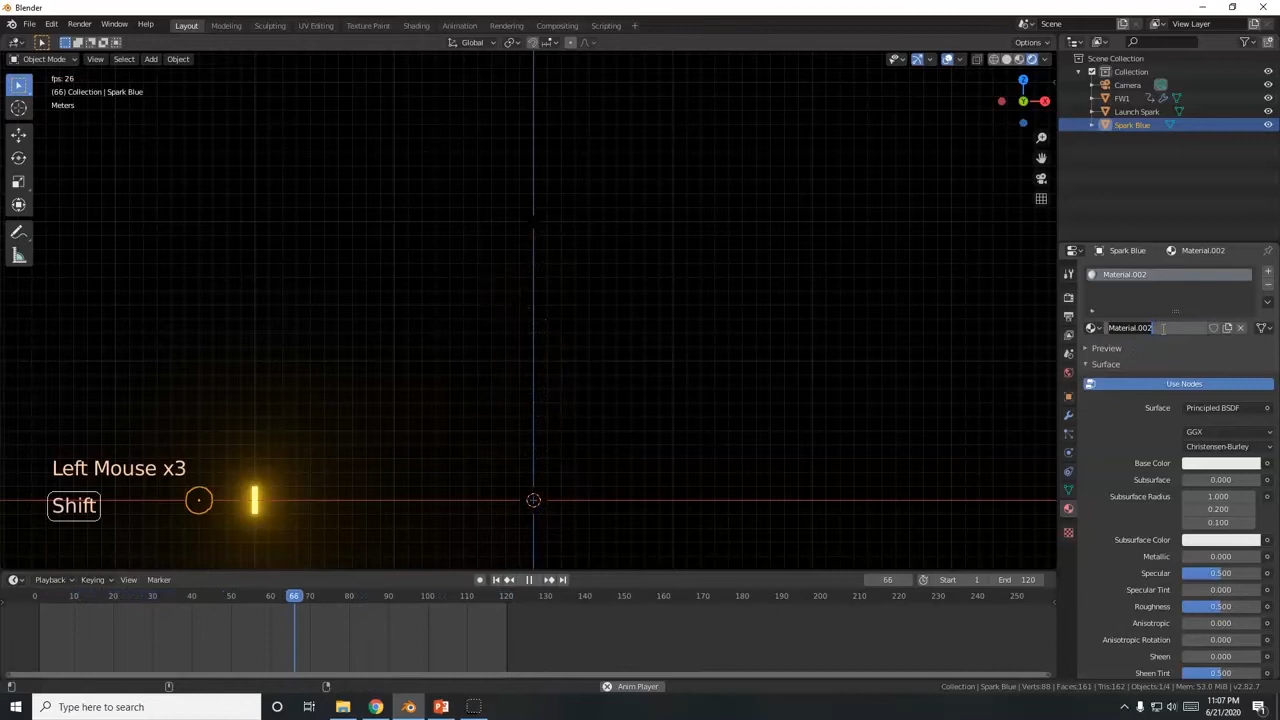 Blender
File Edit Render Window Help Layout Modeling Sculpting UV Editing Texture Paint Shading Animation Rendering Compositing Scripting + Scene View Layer
Global Options
Object Mode View Select Add Object
fps: 26
(66) Collection | Spark Blue
Meters
Z
Y
X
Scene Collection
Collection
Camera
FW1
Launch Spark
Spark Blue
Spark Blue Material.002
Material.002
Material.002
Preview
Surface
Use Nodes
Surface Principled BSDF
GGX
Christensen-Burley
Base Color
Subsurface 0.000
Subsurface Radius 1.000
0.200
0.100
Subsurface Color
Metallic 0.000
Specular 0.500
Specular Tint 0.000
Roughness 0.500
Anisotropic 0.000
Anisotropic Rotation 0.000
Sheen 0.000
Sheen Tint 0.500
Left Mouse x3
Shift
Playback Keying View Marker 66 Start 1 End 120
0 10 20 30 40 50 60 66 70 80 90 100 110 120 130 140 150 160 170 180 190 200 210 220 230 240 250
Anim Player Collection | Spark Blue | Verts:88 | Faces:161 | Tris:162 | Objects:1/4 | Mem: 53.0 MiB | v2.82.7
Type here to search
11:07 PM
6/21/2020